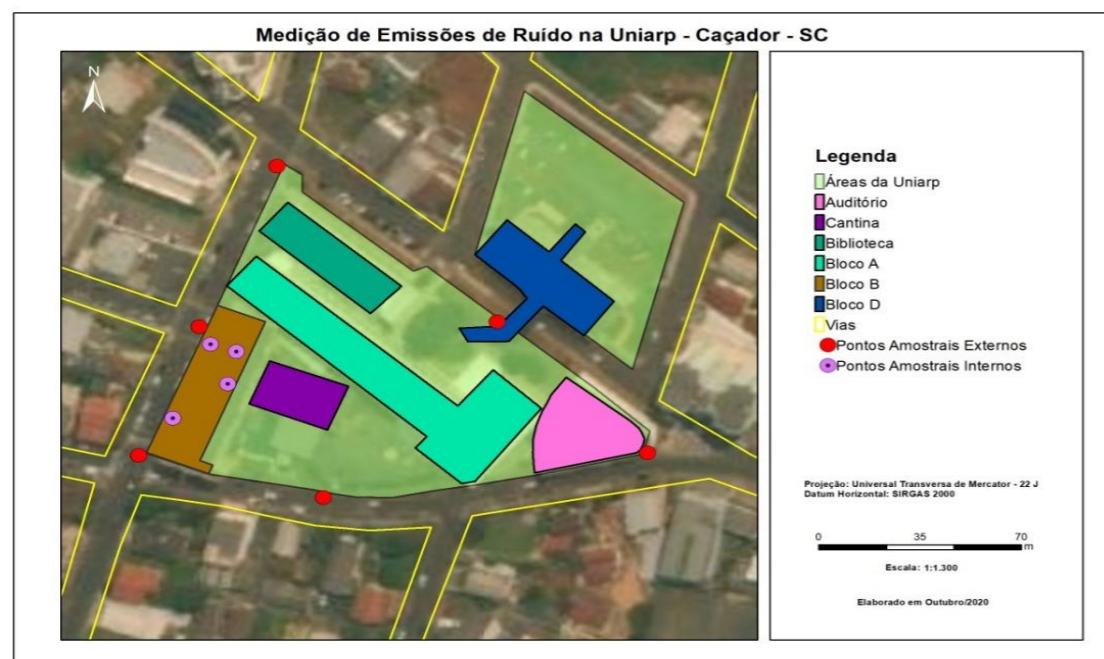 Medição de Emissões de Ruído na Uniarp - Caçador - SC
N
Legenda
Áreas da Uniarp
Auditório
Cantina
Biblioteca
Bloco A
Bloco B
Bloco D
Vias
Pontos Amostrais Externos
Pontos Amostrais Internos
Projeção: Universal Transversa de Mercator - 22 J
Datum Horizontal: SIRGAS 2000
0 35 70
m
Escala: 1:1.300
Elaborado em Outubro/2020